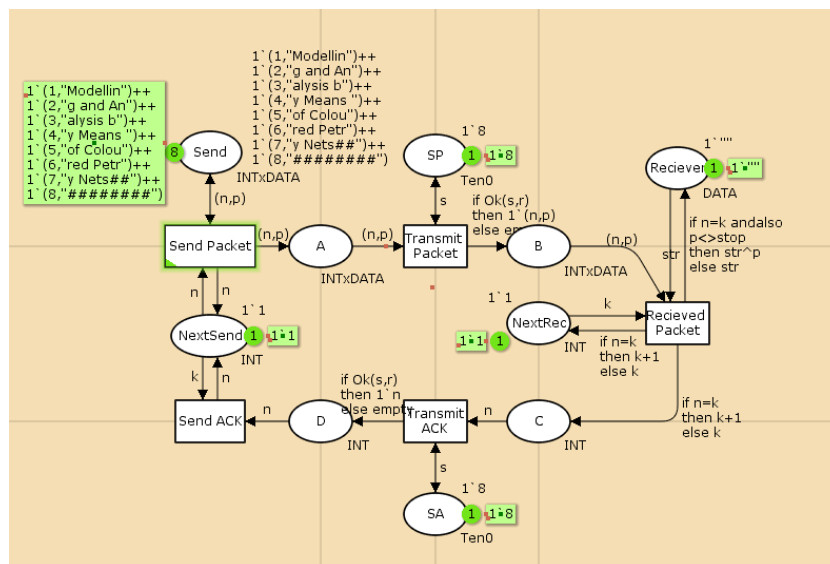 1`(1,"Modellin")++
1`(2,"g and An")++
1`(3,"alysis b")++
1`(4,"y Means ")++
1`(5,"of Colou")++
1`(6,"red Petr")++
1`(7,"y Nets##")++
1`(8,"########")
8
Send
INTxDATA
1`(1,"Modellin")++
1`(2,"g and An")++
1`(3,"alysis b")++
1`(4,"y Means ")++
1`(5,"of Colou")++
1`(6,"red Petr")++
1`(7,"y Nets##")++
1`(8,"########")
1`8
SP
1
1`8
Ten0
1`""
Reciever
1
1`""
DATA
(n,p)
s
if Ok(s,r)
then 1`(n,p)
else em
str
if n=k andalso
p<>stop
then str^p
else str
Send Packet
(n,p)
A
INTxDATA
(n,p)
Transmit
Packet
B
INTxDATA
(n,p)
n
n
1`1
NextSend
1
1`1
INT
1`1
NextRec
1`1
1
INT
k
if n=k
then k+1
else k
Recieved
Packet
k
n
Send ACK
n
D
INT
if Ok(s,r)
then 1`n
else empty
Transmit
ACK
n
C
INT
if n=k
then k+1
else k
s
1`8
SA
1
1`8
Ten0